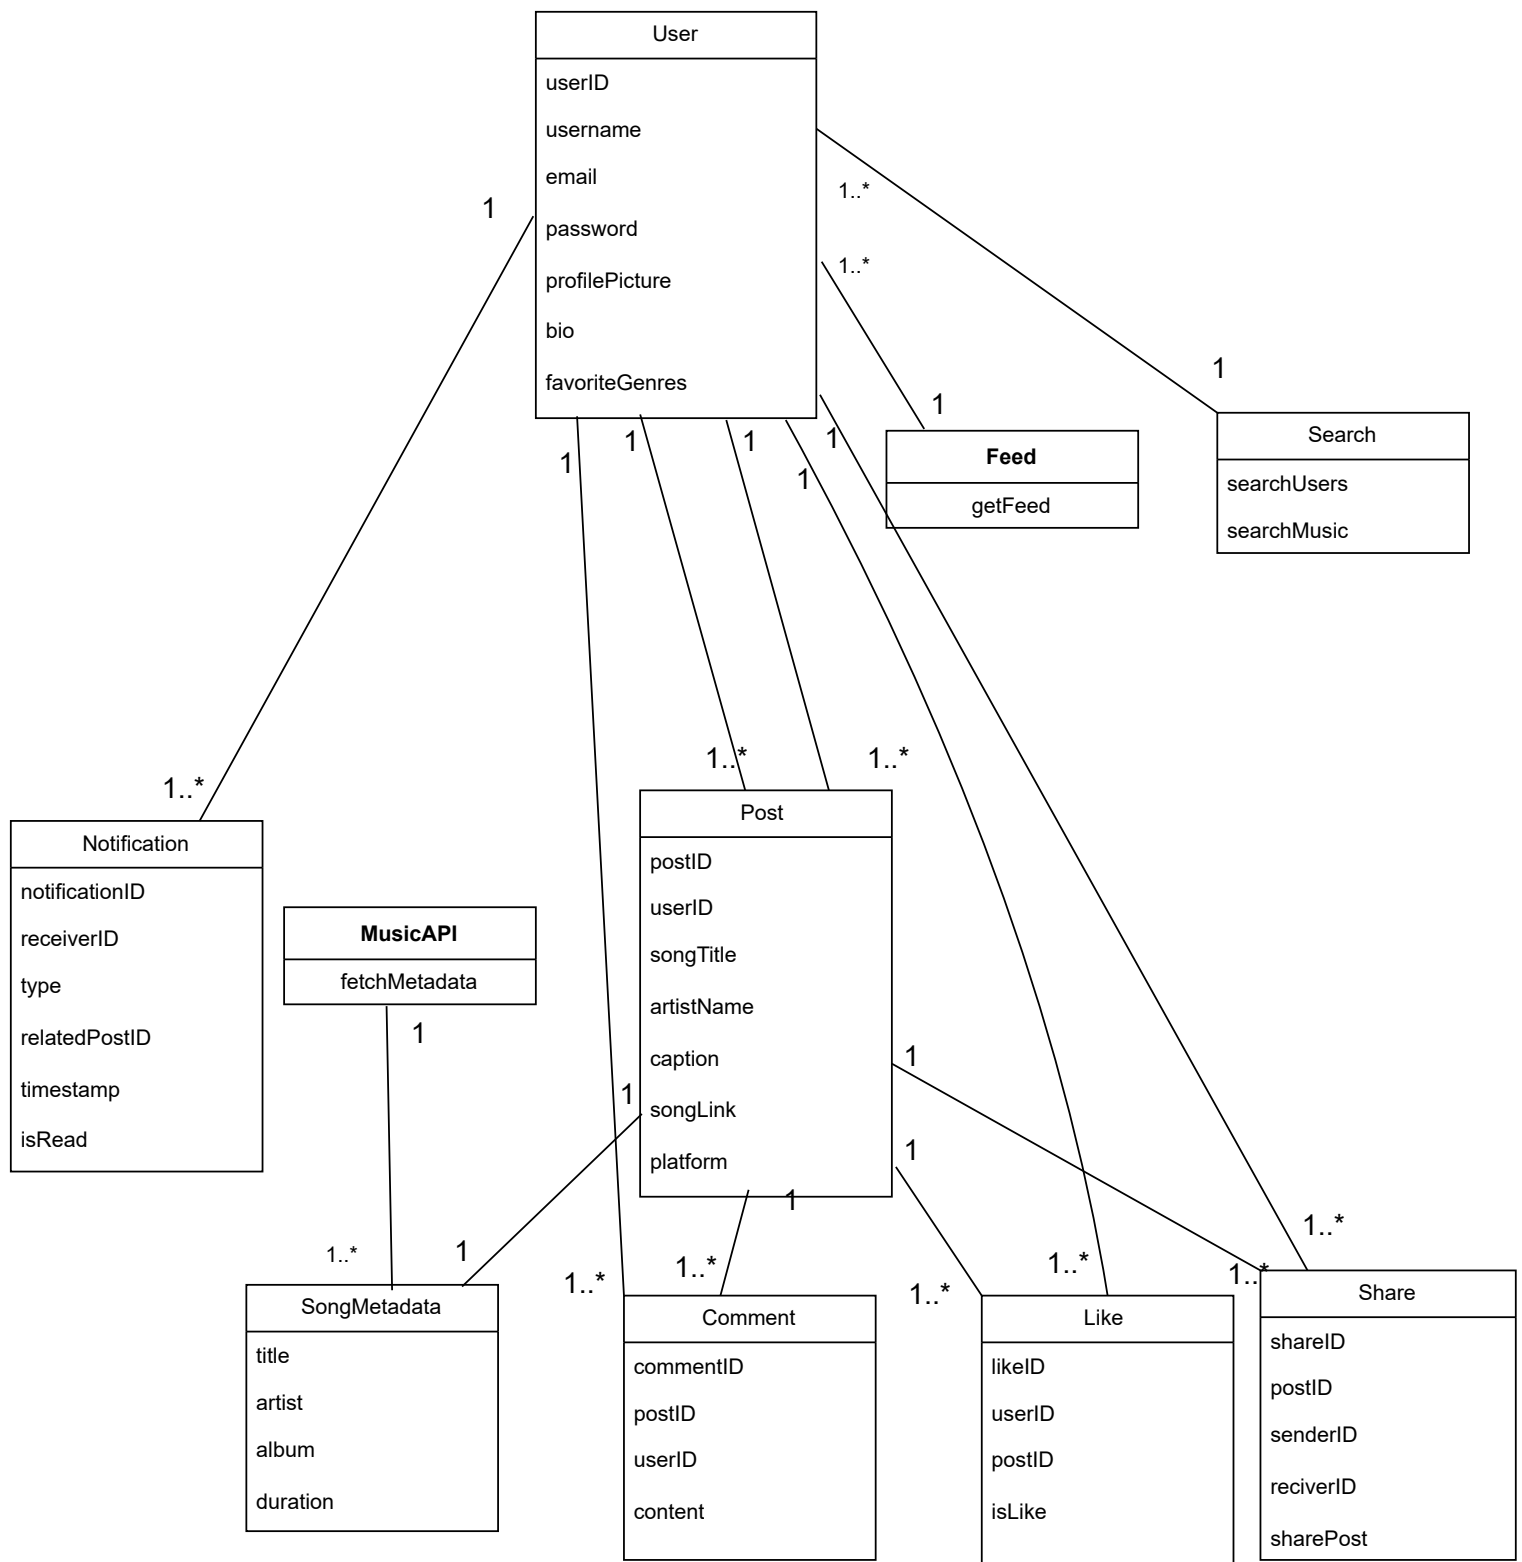 User
userID
username
email
password
profilePicture
bio
favoriteGenres
1
1..*
1..*
1
1
1
1
1
1
1
1
Feed
getFeed
Search
searchUsers
searchMusic
1..*
1..*
1..*
Notification
notificationID
receiverID
type
relatedPostID
timestamp
isRead
MusicAPI
fetchMetadata
1
Post
postID
userID
songTitle
artistName
caption
songLink
platform
1
1
1
1
1..*
1
1..*
1..*
1..*
1..*
1..*
1..*
SongMetadata
title
artist
album
duration
Comment
commentID
postID
userID
content
Like
likeID
userID
postID
isLike
Share
shareID
postID
senderID
reciverID
sharePost